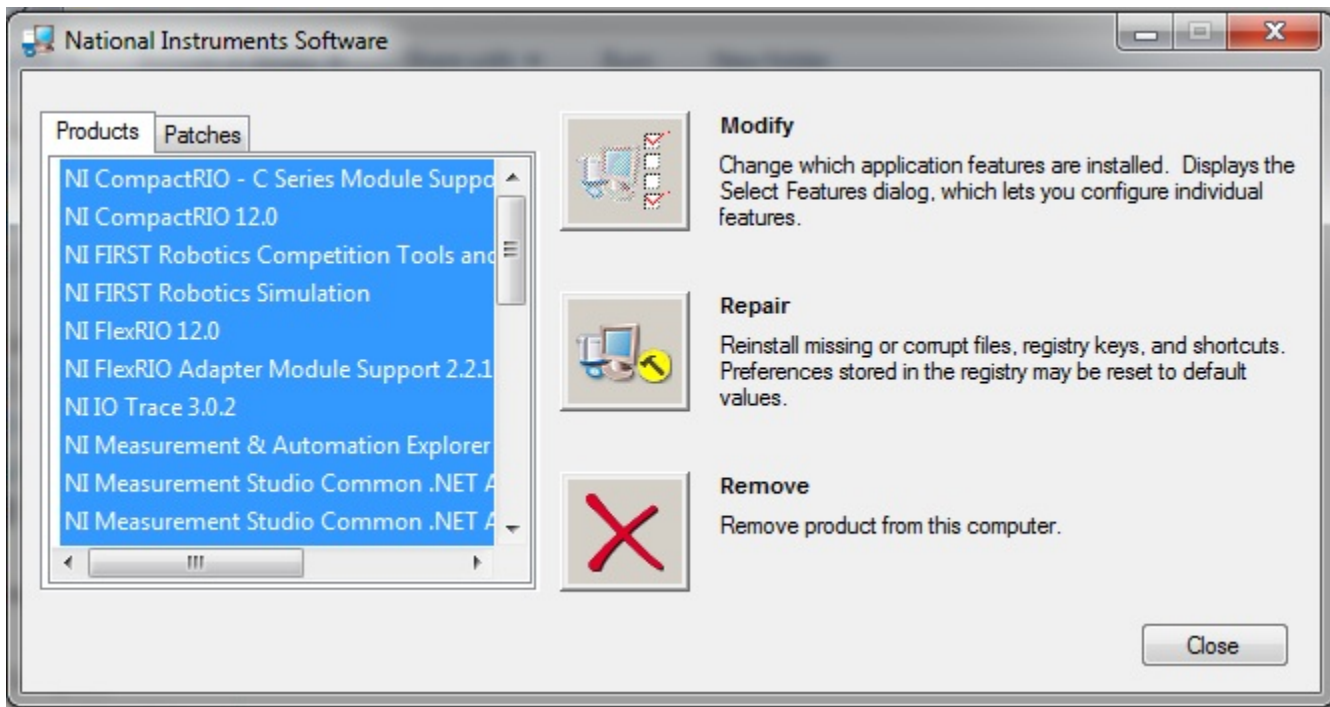 National Instruments Software
Products
Patches
NI CompactRIO - C Series Module Suppo
NI CompactRIO 12.0
NI FIRST Robotics Competition Tools and
NI FIRST Robotics Simulation
NI FlexRIO 12.0
NI FlexRIO Adapter Module Support 2.2.1
NI IO Trace 3.0.2
NI Measurement & Automation Explorer
NI Measurement Studio Common .NET A
NI Measurement Studio Common .NET A
Modify
Change which application features are installed.  Displays the
Select Features dialog, which lets you configure individual
features.
Repair
Reinstall missing or corrupt files, registry keys, and shortcuts.
Preferences stored in the registry may be reset to default
values.
Remove
Remove product from this computer.
Close